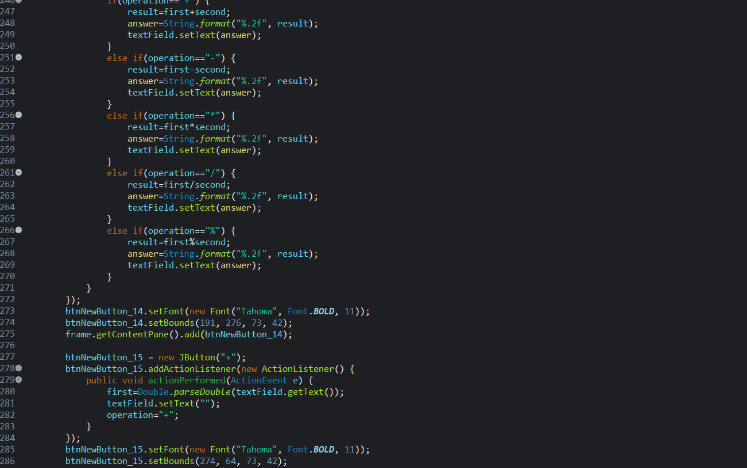 246 if(operation=="+") {
247 result=first+second;
248 answer=String.format("%.2f", result);
249 textField.setText(answer);
250 }
251 else if(operation=="-") {
252 result=first-second;
253 answer=String.format("%.2f", result);
254 textField.setText(answer);
255 }
256 else if(operation=="*") {
257 result=first*second;
258 answer=String.format("%.2f", result);
259 textField.setText(answer);
260 }
261 else if(operation=="/") {
262 result=first/second;
263 answer=String.format("%.2f", result);
264 textField.setText(answer);
265 }
266 else if(operation=="%") {
267 result=first%second;
268 answer=String.format("%.2f", result);
269 textField.setText(answer);
270 }
271 }
272 });
273 btnNewButton_14.setFont(new Font("Tahoma", Font.BOLD, 11));
274 btnNewButton_14.setBounds(191, 276, 73, 42);
275 frame.getContentPane().add(btnNewButton_14);
276
277 btnNewButton_15 = new JButton("+");
278 btnNewButton_15.addActionListener(new ActionListener() {
279 public void actionPerformed(ActionEvent e) {
280 first=Double.parseDouble(textField.getText());
281 textField.setText("");
282 operation="+";
283 }
284 });
285 btnNewButton_15.setFont(new Font("Tahoma", Font.BOLD, 11));
286 btnNewButton_15.setBounds(274, 64, 73, 42);